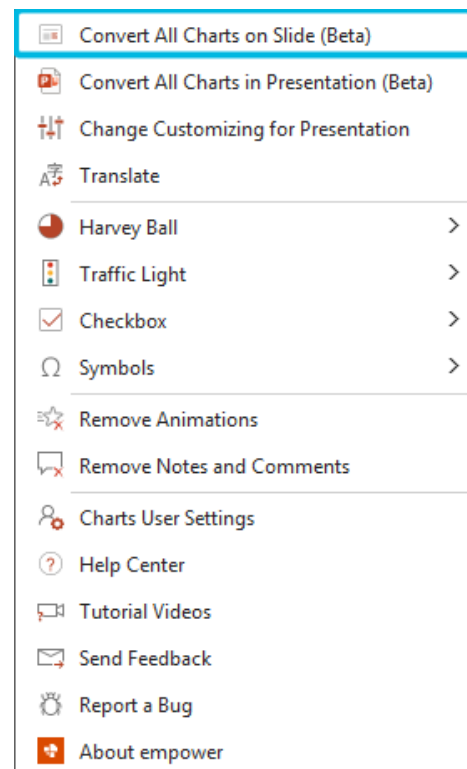 Convert All Charts on Slide (Beta)
Convert All Charts in Presentation (Beta)
Change Customizing for Presentation
Translate
Harvey Ball
Traffic Light
Checkbox
Symbols
Remove Animations
Remove Notes and Comments
Charts User Settings
Help Center
Tutorial Videos
Send Feedback
Report a Bug
About empower